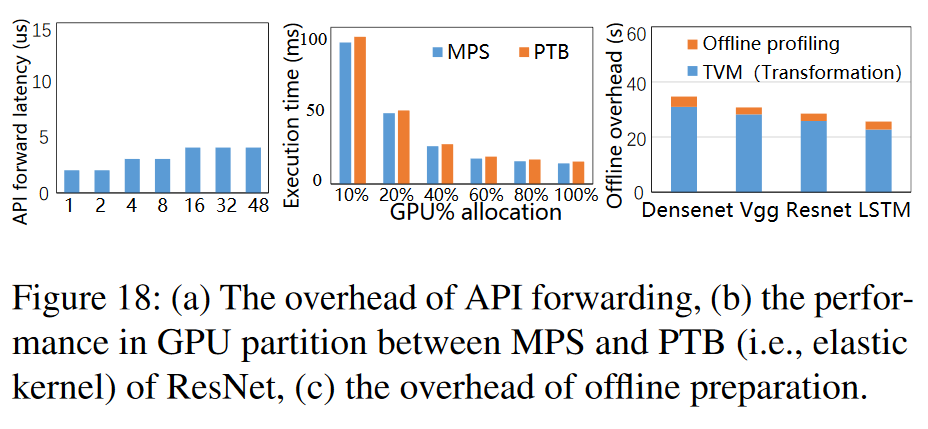 API forward latency (us)
15
10
5
0
1 2 4 8 16 32 48
Execution time (ms)
100
50
0
MPS PTB
10% 20% 40% 60% 80% 100%
GPU% allocation
Offline overhead (s)
60
40
20
0
Offline profiling
TVM (Transformation)
Densenet Vgg Resnet LSTM
Figure 18: (a) The overhead of API forwarding, (b) the perfor-
mance in GPU partition between MPS and PTB (i.e., elastic
kernel) of ResNet, (c) the overhead of offline preparation.